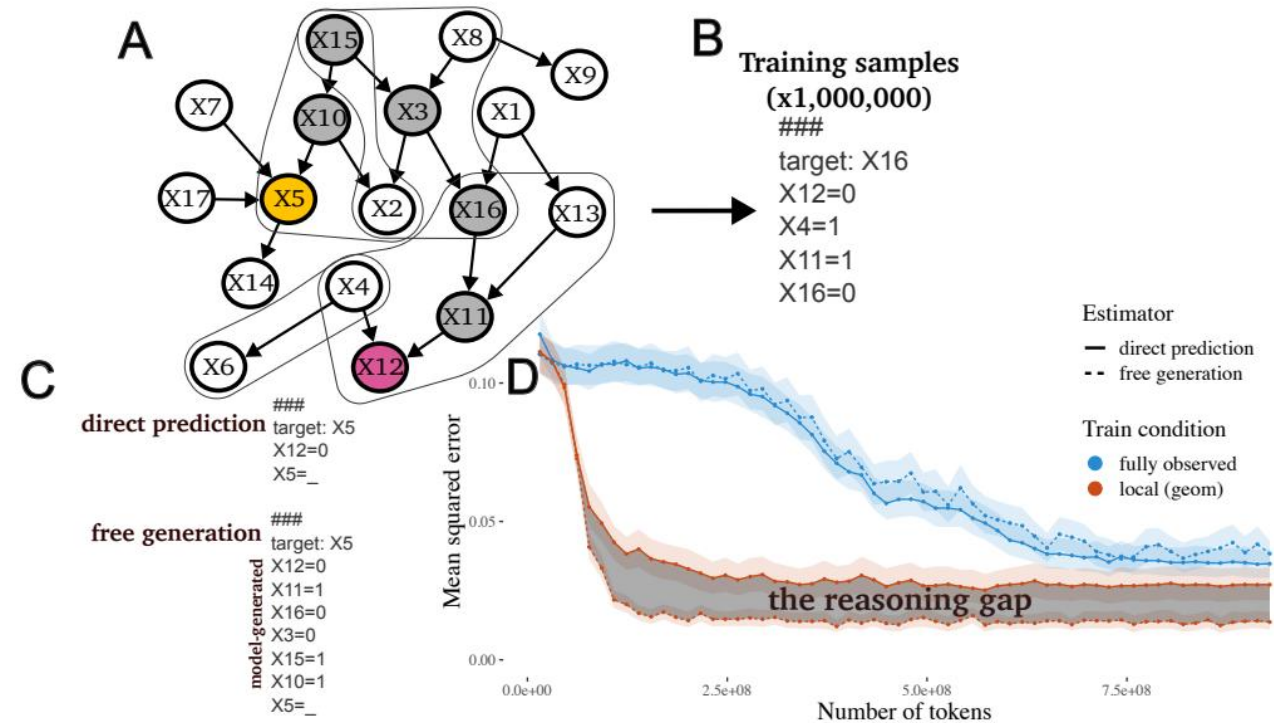 A
X15
X8
X9
X7
X10
X3
X1
X17
X5
X2
X16
X13
X14
X4
X11
X6
X12
B
Training samples
(x1,000,000)
###
target: X16
X12=0
X4=1
X11=1
X16=0
C
direct prediction
###
target: X5
X12=0
X5=_
free generation
###
target: X5
model-generated
X12=0
X11=1
X16=0
X3=0
X15=1
X10=1
X5=_
D
Mean squared error
0.10
0.05
0.00
the reasoning gap
0.0e+00
2.5e+08
5.0e+08
7.5e+08
Number of tokens
Estimator
direct prediction
free generation
Train condition
fully observed
local (geom)